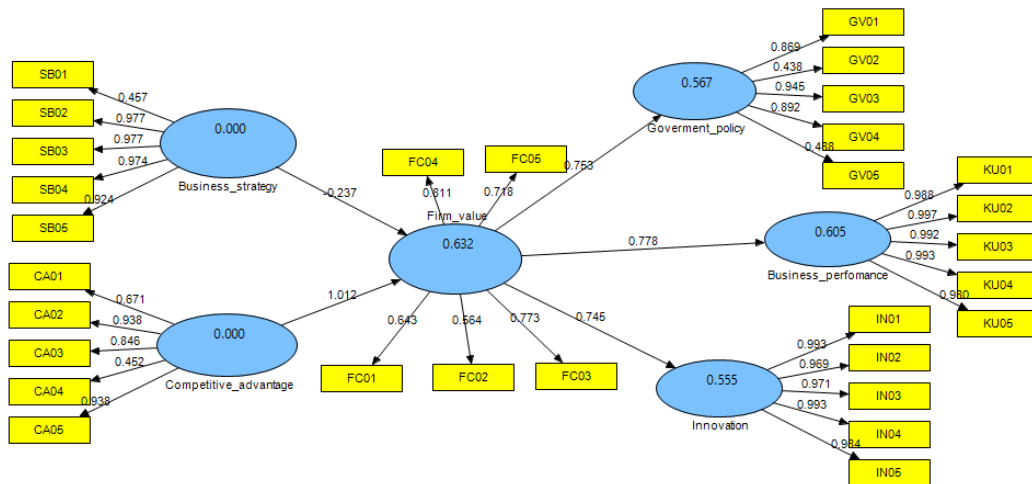 GV01
0.869
GV02
0.438
0.567
0.945
GV03
0.892
Goverment_policy
GV04
GV05
SB01
0.457
SB02
0.977
0.000
SB03
0.977
0.974
SB04
Business_strategy
0.924
SB05
-0.237
FC04
FC05
0.811
0.718
0.753
Firm_value
0.632
0.778
KU01
0.988
KU02
0.997
0.605
0.992
KU03
0.993
Business_perfomance
KU04
KU05
CA01
0.671
CA02
0.938
0.000
CA03
0.846
0.452
CA04
Competitive_advantage
0.938
CA05
1.012
0.643
0.564
0.773
FC01
FC02
FC03
0.745
IN01
0.993
IN02
0.969
0.555
0.971
IN03
0.993
Innovation
IN04
IN05